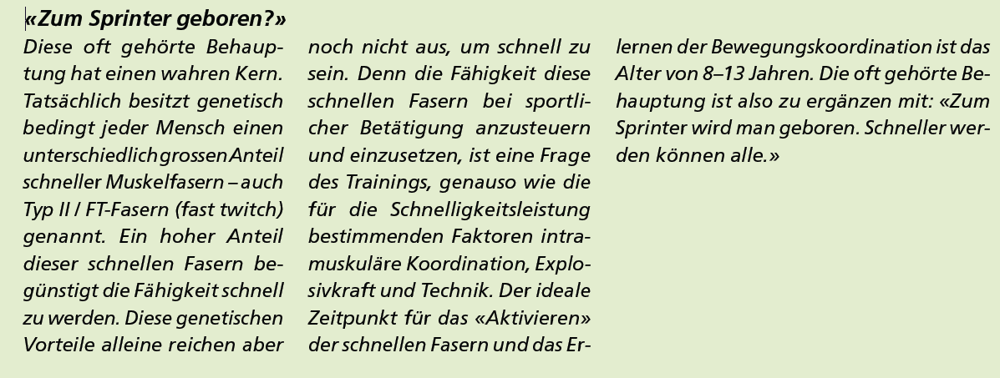 «Zum Sprinter geboren?»
Diese oft gehörte Behaup-
tung hat einen wahren Kern.
Tatsächlich besitzt genetisch
bedingt jeder Mensch einen
unterschiedlich grossen Anteil
schneller Muskelfasern – auch
Typ II / FT-Fasern (fast twitch)
genannt. Ein hoher Anteil
dieser schnellen Fasern be-
günstigt die Fähigkeit schnell
zu werden. Diese genetischen
Vorteile alleine reichen aber
noch nicht aus, um schnell zu
sein. Denn die Fähigkeit diese
schnellen Fasern bei sportli-
cher Betätigung anzusteuern
und einzusetzen, ist eine Frage
des Trainings, genauso wie die
für die Schnelligkeitsleistung
bestimmenden Faktoren intra-
muskuläre Koordination, Explo-
sivkraft und Technik. Der ideale
Zeitpunkt für das «Aktivieren»
der schnellen Fasern und das Er-
lernen der Bewegungskoordination ist das
Alter von 8–13 Jahren. Die oft gehörte Be-
hauptung ist also zu ergänzen mit: «Zum
Sprinter wird man geboren. Schneller wer-
den können alle.»